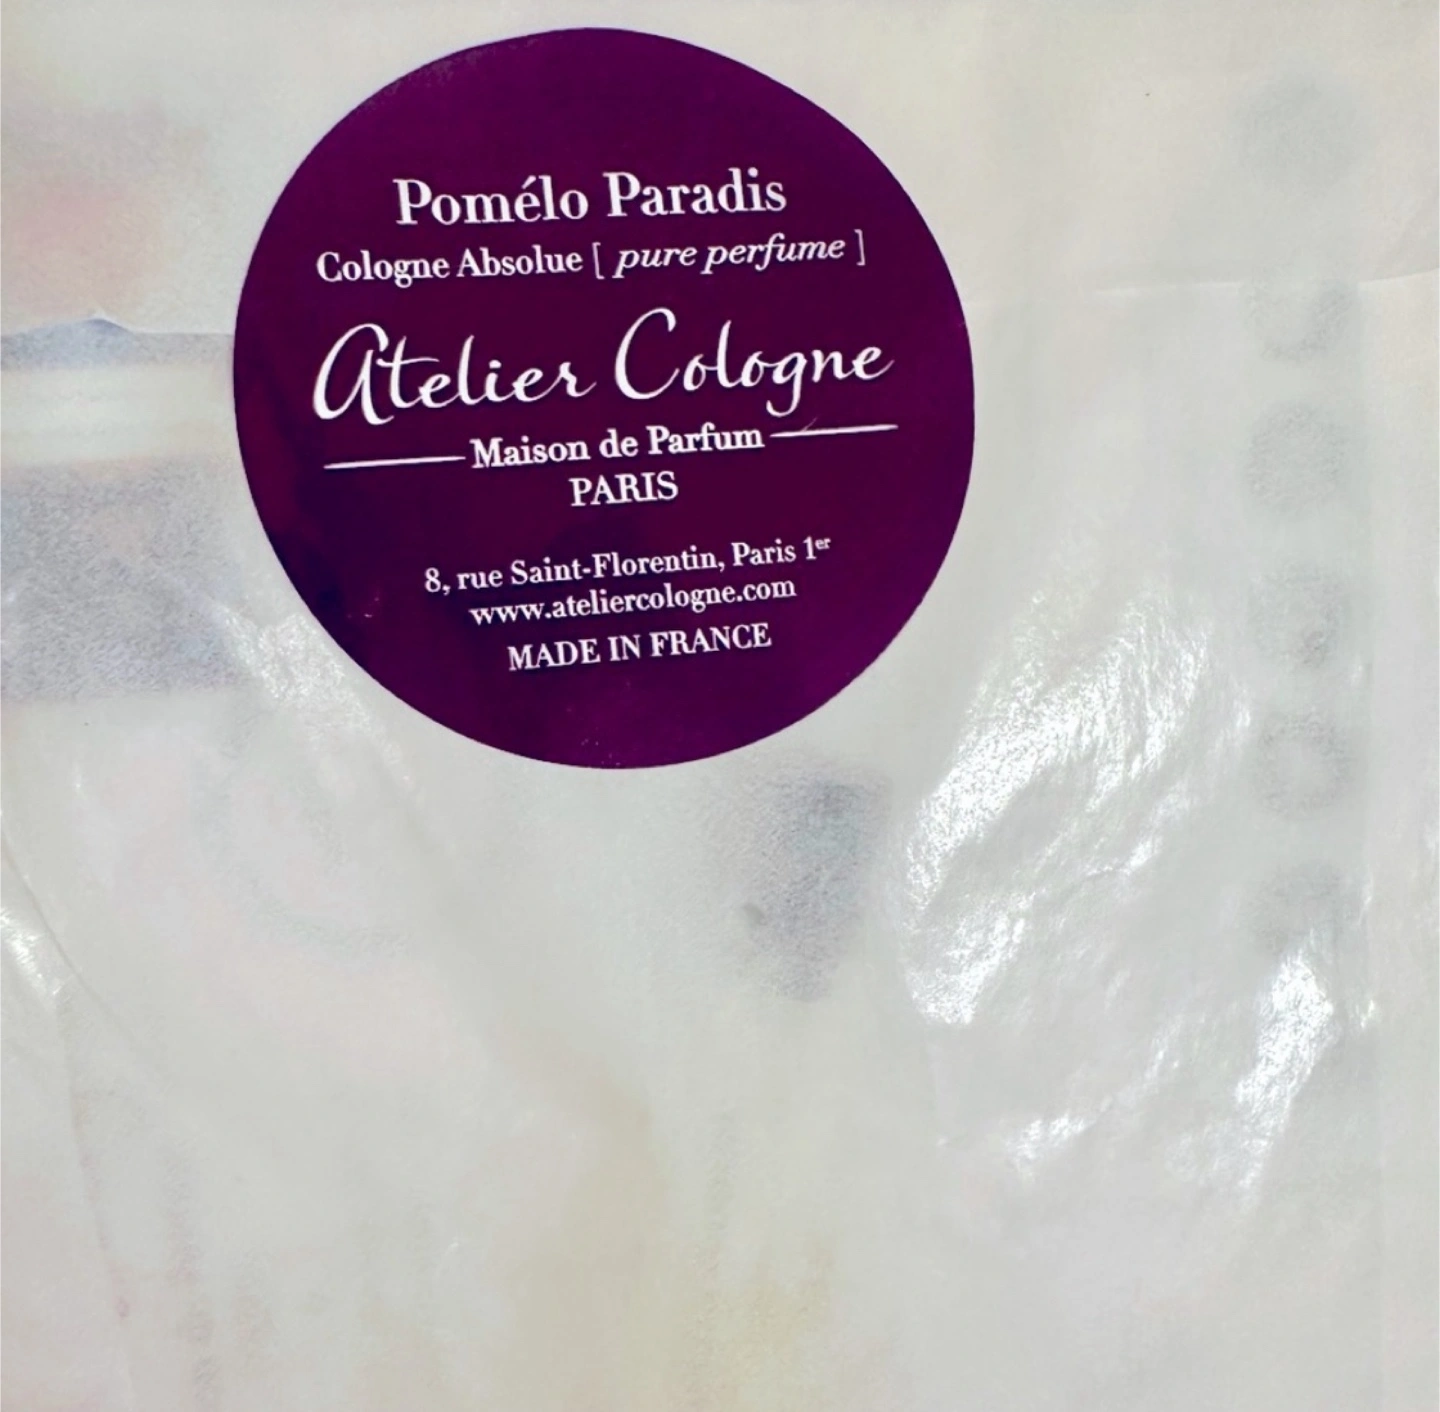 Pomélo Paradis
Cologne Absolue [ pure perfume ]
Atelier Cologne
Maison de Parfum
PARIS
8, rue Saint-Florentin, Paris 1er
www.ateliercologne.com
MADE IN FRANCE